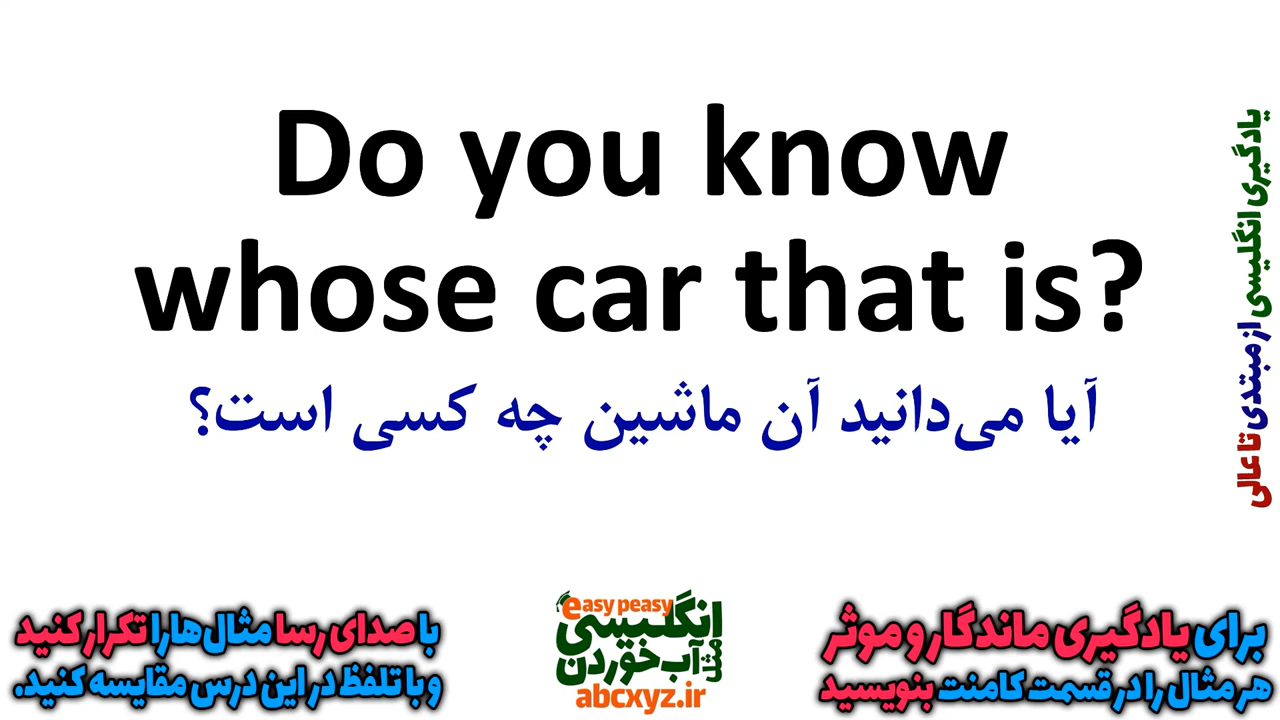 Do you know
whose car that is?
آیا می‌دانید آن ماشین چه کسی است؟
یادگیری انگلیسی از مبتدی تا عالی
برای یادگیری ماندگار و موثر
هر مثال را در قسمت کامنت بنویسید
easy peasy
انگلیسی
مثل
آب خوردن
abcxyz.ir
با صدای رسا مثال‌ها را تکرار کنید
و با تلفظ در این درس مقایسه کنید.